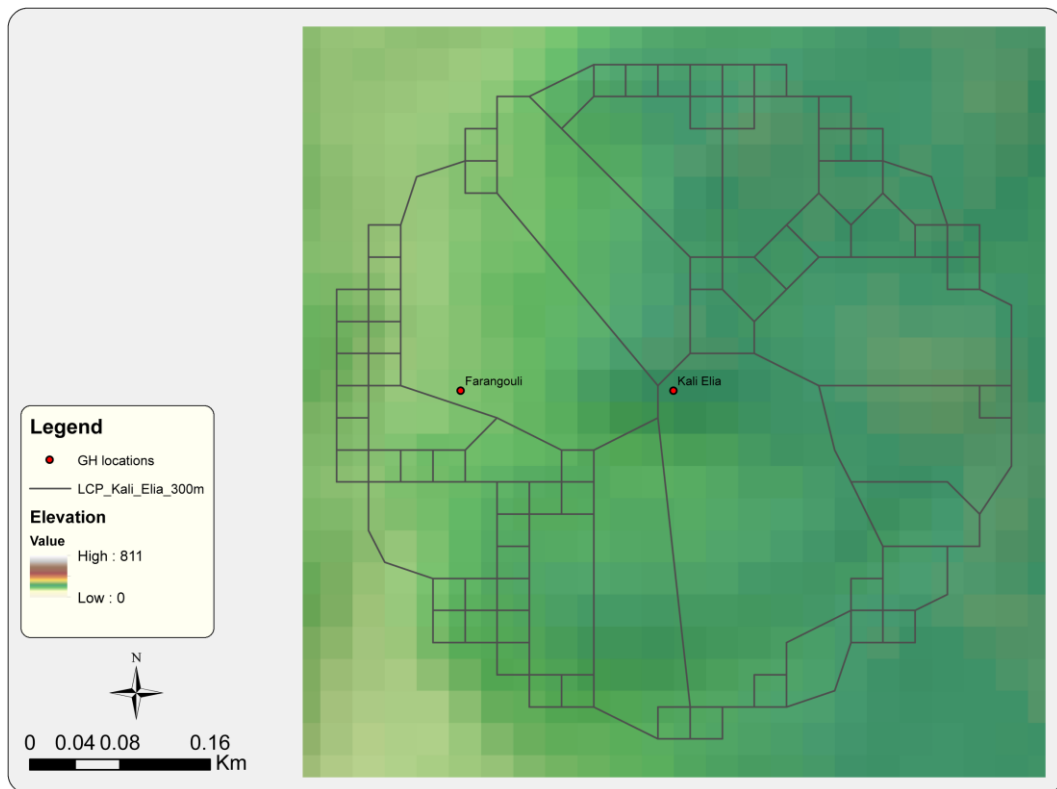 Farangouli
Kali Elia
Legend
GH locations
LCP_Kali_Elia_300m
Elevation
Value
High : 811
Low : 0
N
0 0.04 0.08 0.16
Km